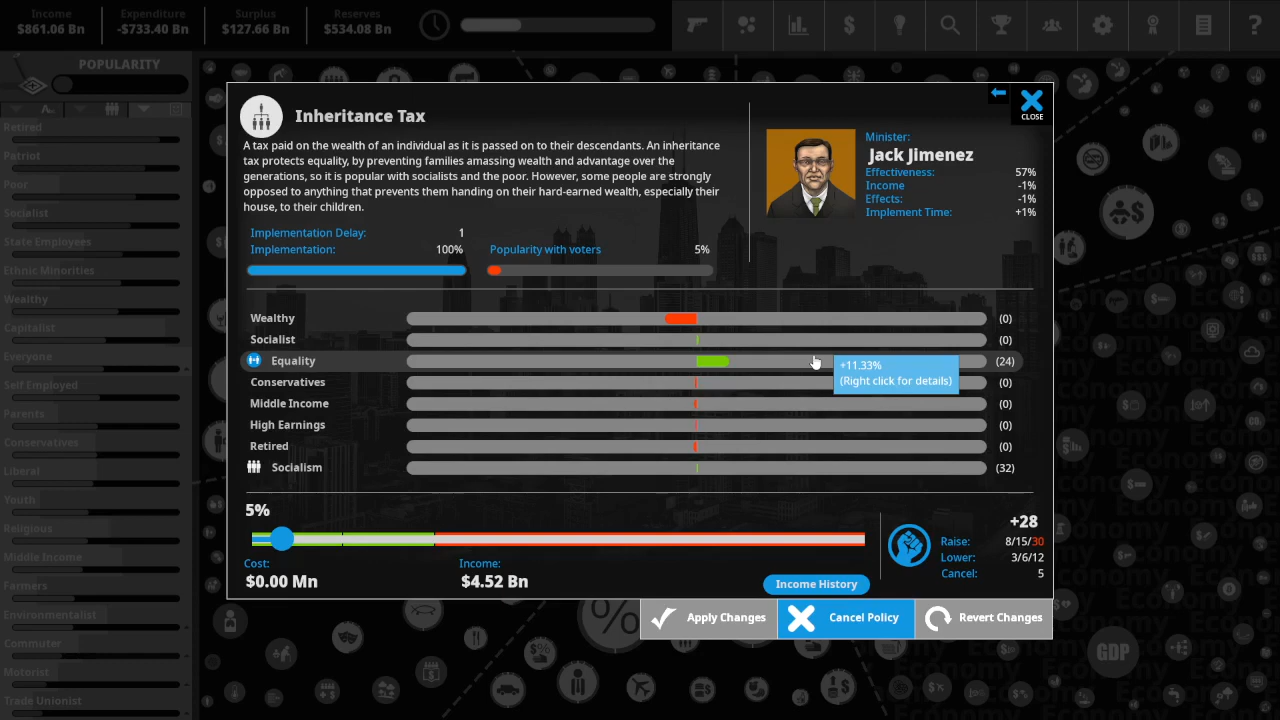 Income
$861.06 Bn
Expenditure
-$733.40 Bn
Surplus
$127.66 Bn
Reserves
$534.08 Bn
?
POPULARITY
A..
Retired
Patriot
Poor
Socialist
State Employees
Ethnic Minorities
Wealthy
Capitalist
Everyone
Self Employed
Parents
Conservatives
Liberal
Youth
Religious
Middle Income
Farmers
Environmentalist
Commuter
Motorist
Trade Unionist
Inheritance Tax
A tax paid on the wealth of an individual as it is passed on to their descendants. An inheritance
tax protects equality, by preventing families amassing wealth and advantage over the
generations, so it is popular with socialists and the poor. However, some people are strongly
opposed to anything that prevents them handing on their hard-earned wealth, especially their
house, to their children.
Implementation Delay: 1
Implementation: 100%
Popularity with voters 5%
CLOSE
Minister:
Jack Jimenez
Effectiveness: 57%
Income -1%
Effects: -1%
Implement Time: +1%
Wealthy (0)
Socialist (0)
Equality (24)
+11.33%
(Right click for details)
Conservatives (0)
Middle Income (0)
High Earnings (0)
Retired (0)
Socialism (32)
5%
Cost:
$0.00 Mn
Income:
$4.52 Bn
Income History
+28
Raise: 8/15/30
Lower: 3/6/12
Cancel: 5
Apply Changes
Cancel Policy
Revert Changes
GDP
Economy